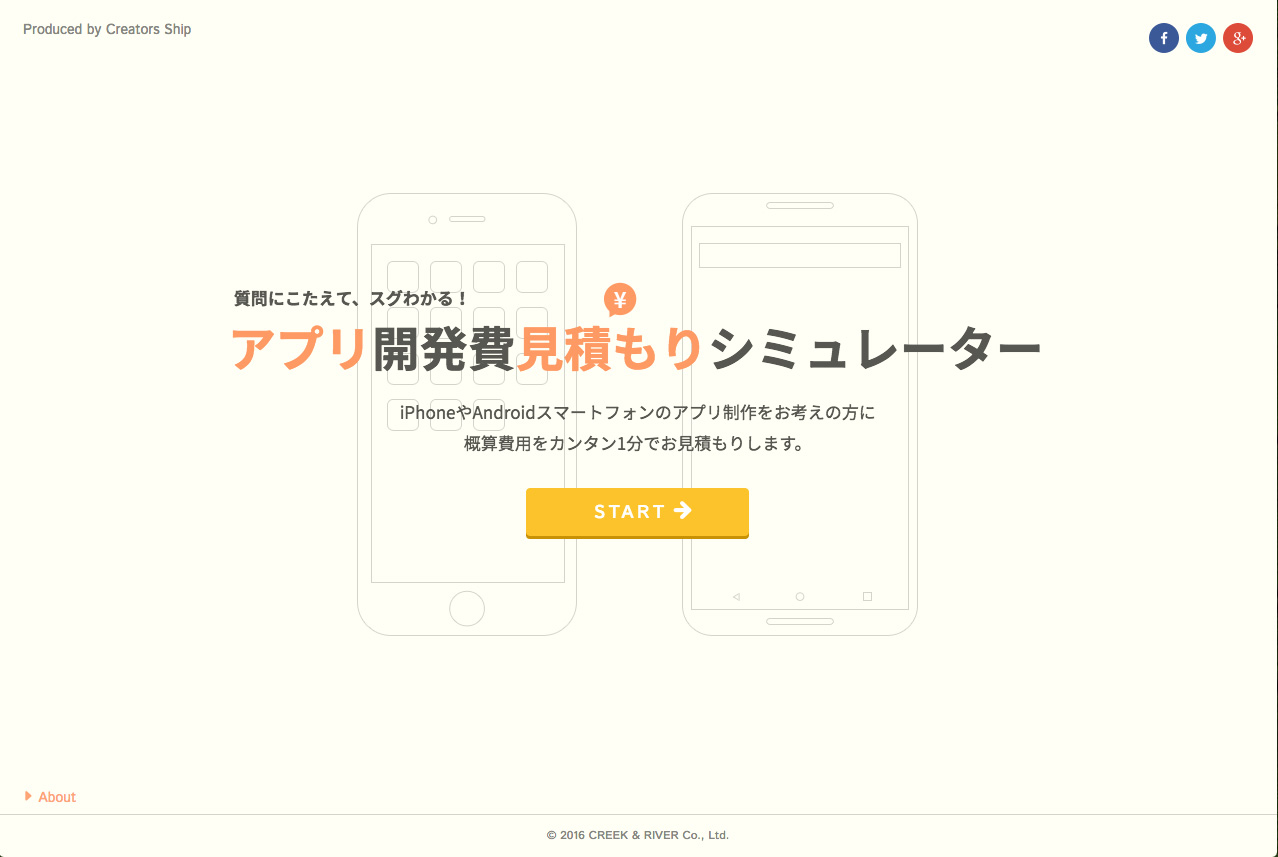 Produced by Creators Ship
質問にこたえて、スグわかる！
¥
アプリ開発費見積もりシミュレーター
iPhoneやAndroidスマートフォンのアプリ制作をお考えの方に
概算費用をカンタン1分でお見積もりします。
START
About
© 2016 CREEK & RIVER Co., Ltd.